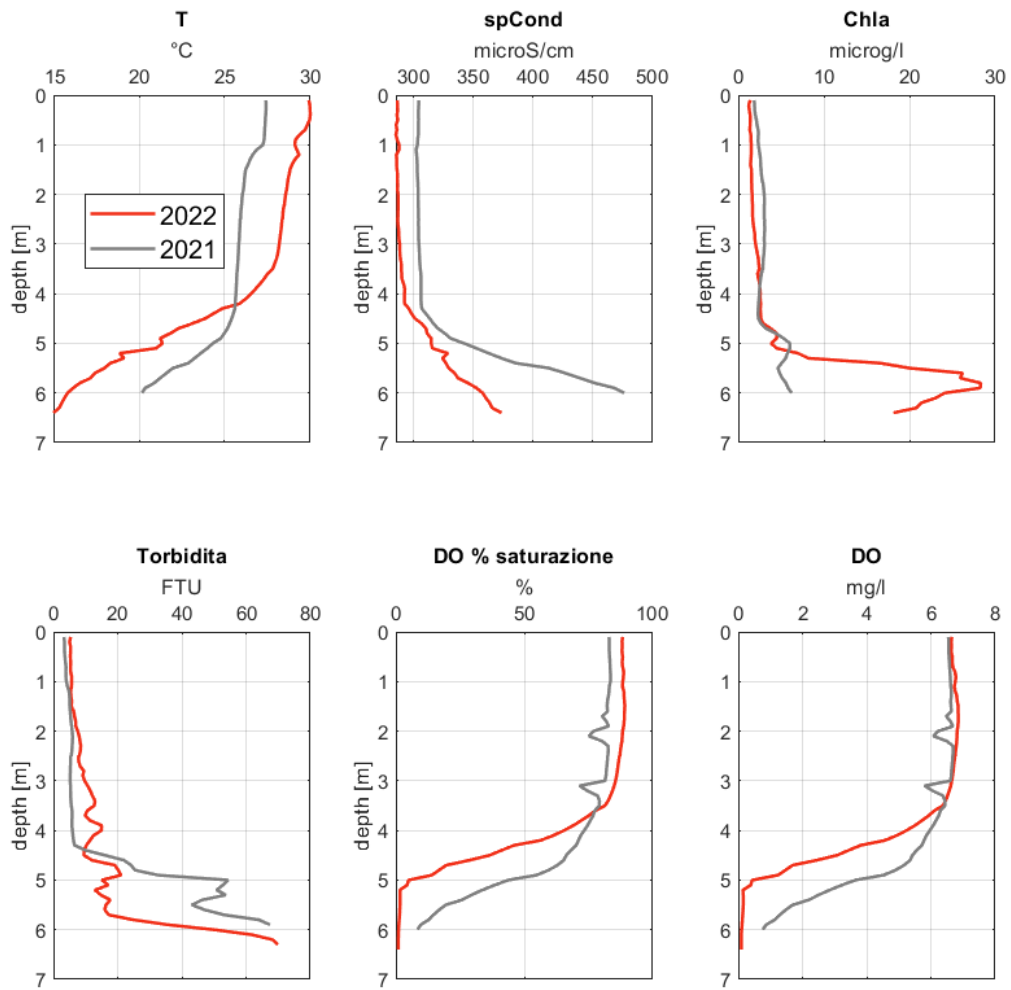 T
°C
15 20 25 30
0
1
2
3
4
5
6
7
depth [m]
2022
2021
spCond
microS/cm
300 350 400 450 500
0
1
2
3
4
5
6
7
depth [m]
Chla
microg/l
0 10 20 30
0
1
2
3
4
5
6
7
depth [m]
Torbidita
FTU
0 20 40 60 80
0
1
2
3
4
5
6
7
depth [m]
DO % saturazione
%
0 50 100
0
1
2
3
4
5
6
7
depth [m]
DO
mg/l
0 2 4 6 8
0
1
2
3
4
5
6
7
depth [m]